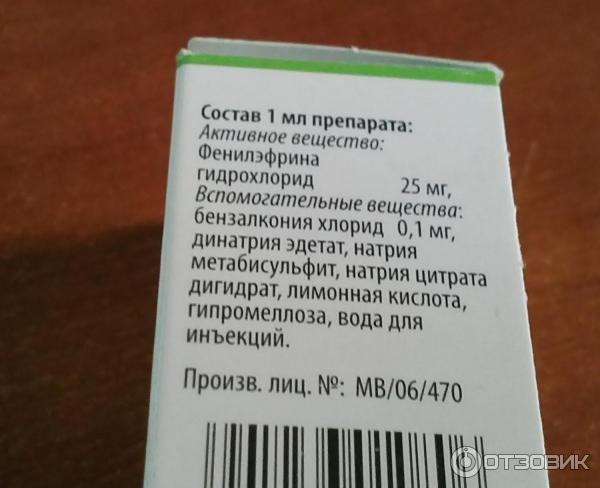 Состав 1 мл препарата:
Активное вещество:
Фенилэфрина
гидрохлорид 25 мг,
Вспомогательные вещества:
бензалкония хлорид 0,1 мг,
динатрия эдетат, натрия
метабисульфит, натрия цитрата
дигидрат, лимонная кислота,
гипромеллоза, вода для
инъекций.
Произв. лиц. №: МВ/06/470
ОТЗОВИК